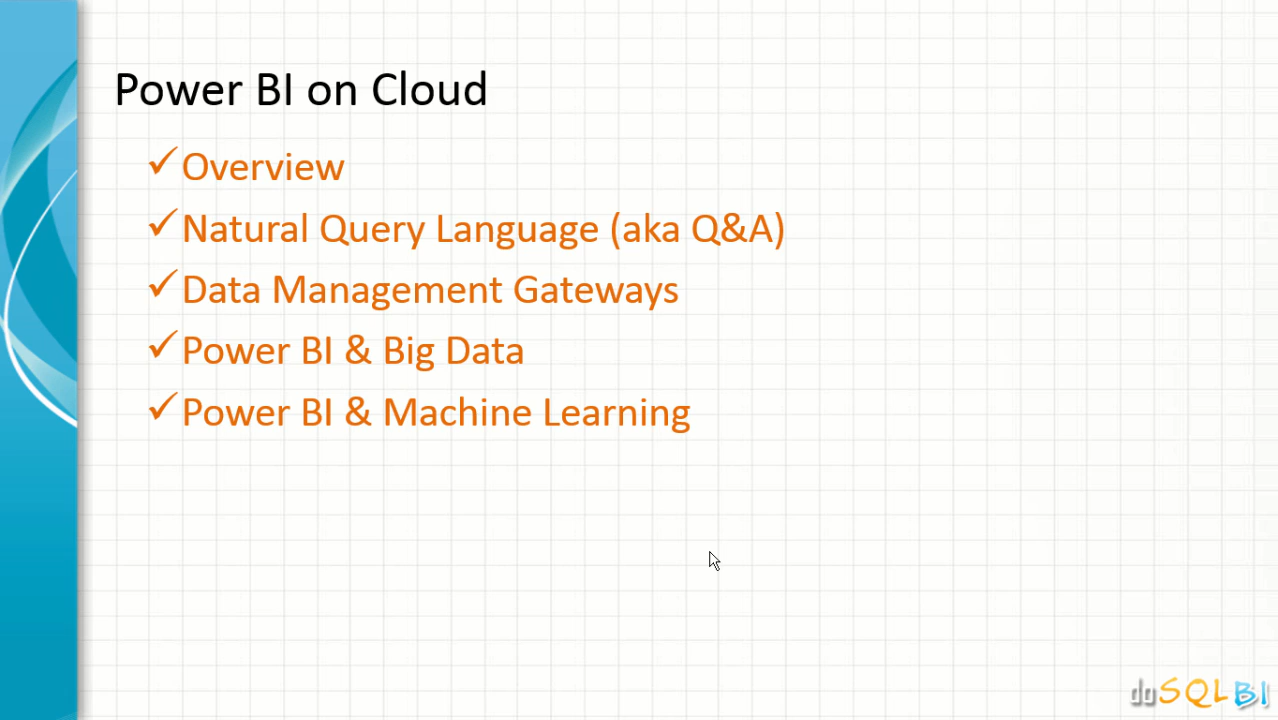 Power BI on Cloud
✓Overview
✓Natural Query Language (aka Q&A)
✓Data Management Gateways
✓Power BI & Big Data
✓Power BI & Machine Learning
doSQLBI